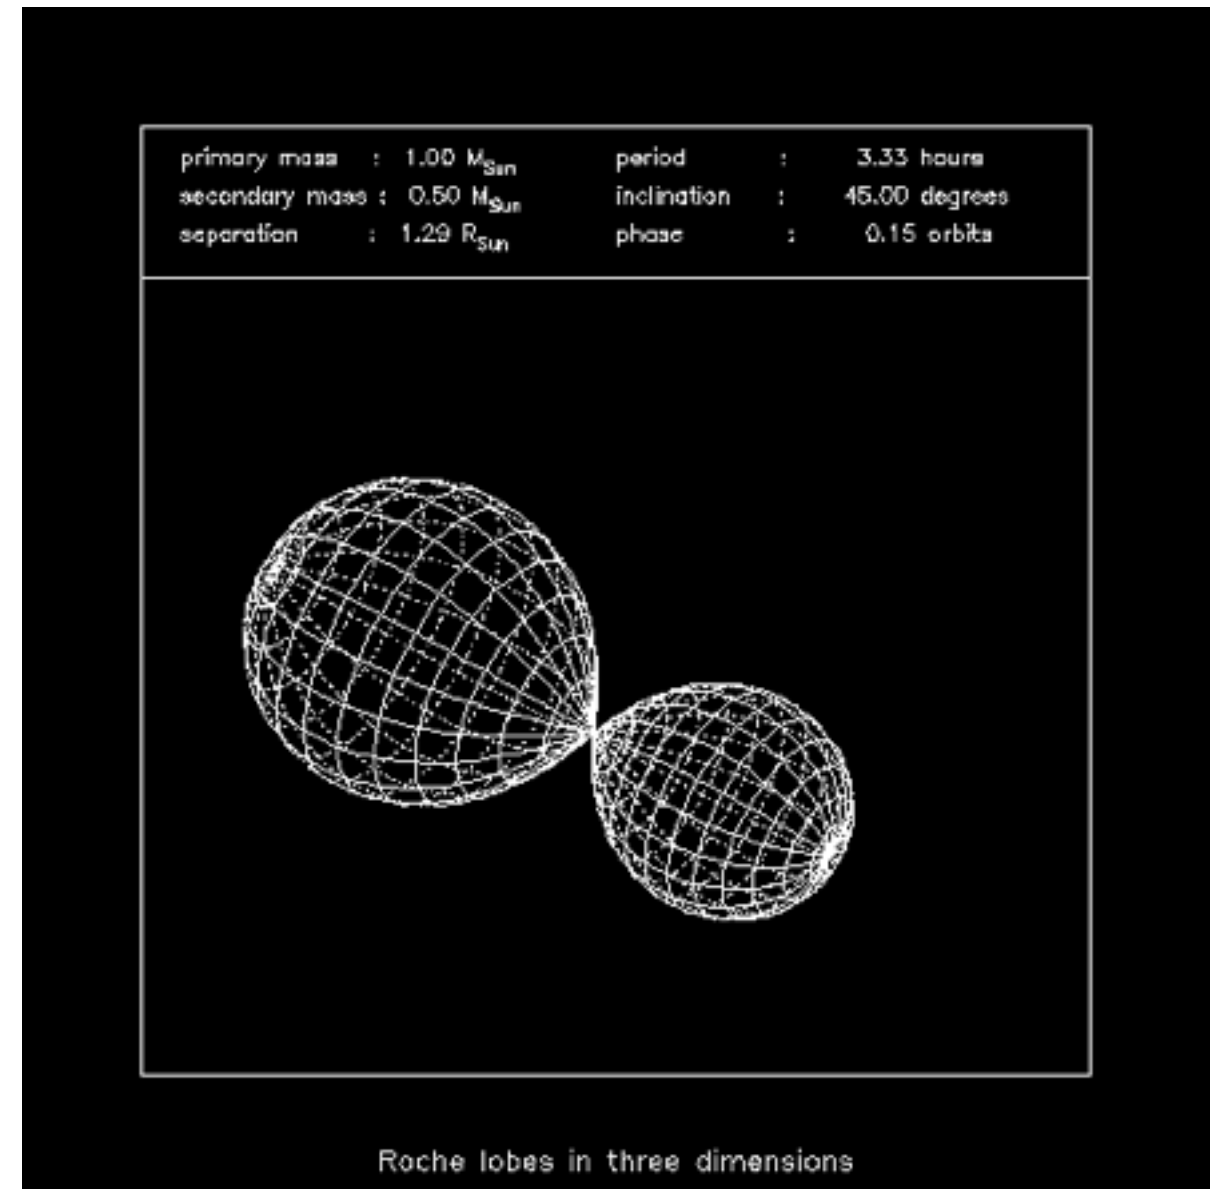 primary mass : 1.00 MSun period : 3.33 hours
secondary mass : 0.50 MSun inclination : 45.00 degrees
separation : 1.29 RSun phase : 0.15 orbits
Roche lobes in three dimensions